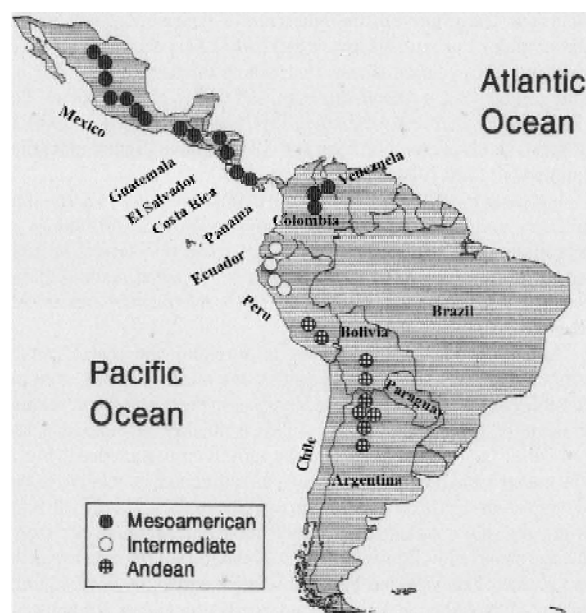 Atlantic
Ocean
Mexico
Guatemala
El Salvador
Costa Rica
Panama
Venezuela
Colombia
Ecuador
Peru
Brazil
Bolivia
Pacific
Ocean
Paraguay
Chile
Argentina
Mesoamerican
Intermediate
Andean